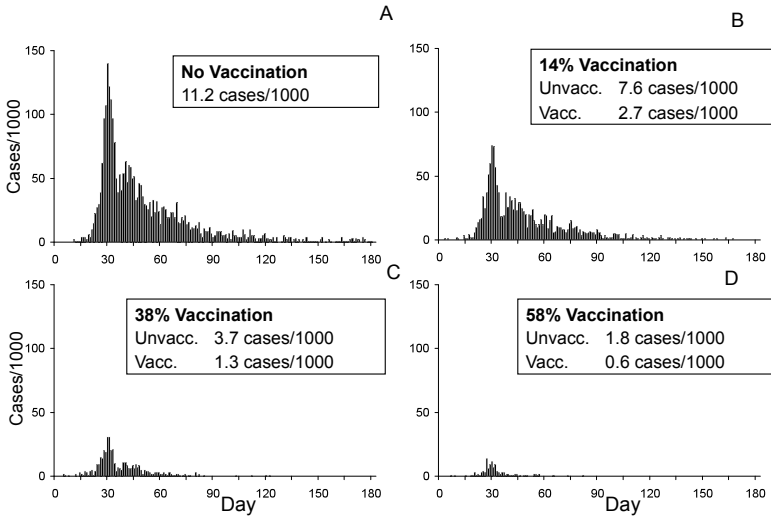 A
150
100
50
0
Cases/1000
No Vaccination
11.2 cases/1000
0 30 60 90 120 150 180
B
150
100
50
0
14% Vaccination
Unvacc. 7.6 cases/1000
Vacc. 2.7 cases/1000
0 30 60 90 120 150 180
C
150
100
50
0
Cases/1000
38% Vaccination
Unvacc. 3.7 cases/1000
Vacc. 1.3 cases/1000
0 30 60 90 120 150 180
Day
D
150
100
50
0
58% Vaccination
Unvacc. 1.8 cases/1000
Vacc. 0.6 cases/1000
0 30 60 90 120 150 180
Day